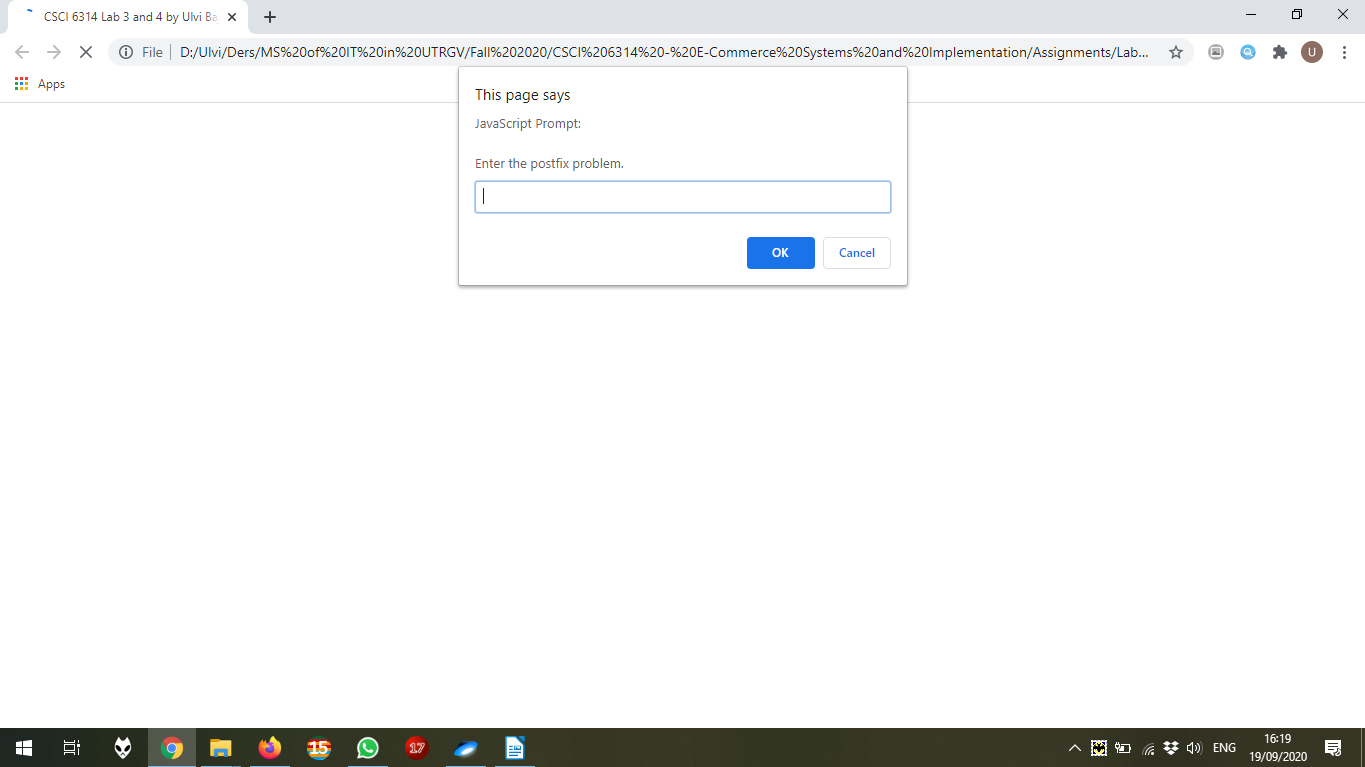 CSCI 6314 Lab 3 and 4 by Ulvi Ba
File
D:/Ulvi/Ders/MS%20of%20IT%20in%20UTRGV/Fall%202020/CSCI%206314%20-%20E-Commerce%20Systems%20and%20Implementation/Assignments/Lab...
U
Apps
This page says
JavaScript Prompt:
Enter the postfix problem.
OK
Cancel
15
17
ENG
16:19
19/09/2020